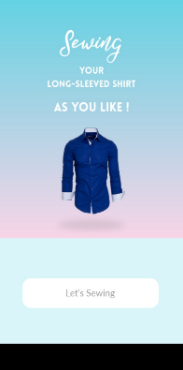 Sewing
YOUR
LONG-SLEEVED SHIRT
AS YOU LIKE !
Let's Sewing